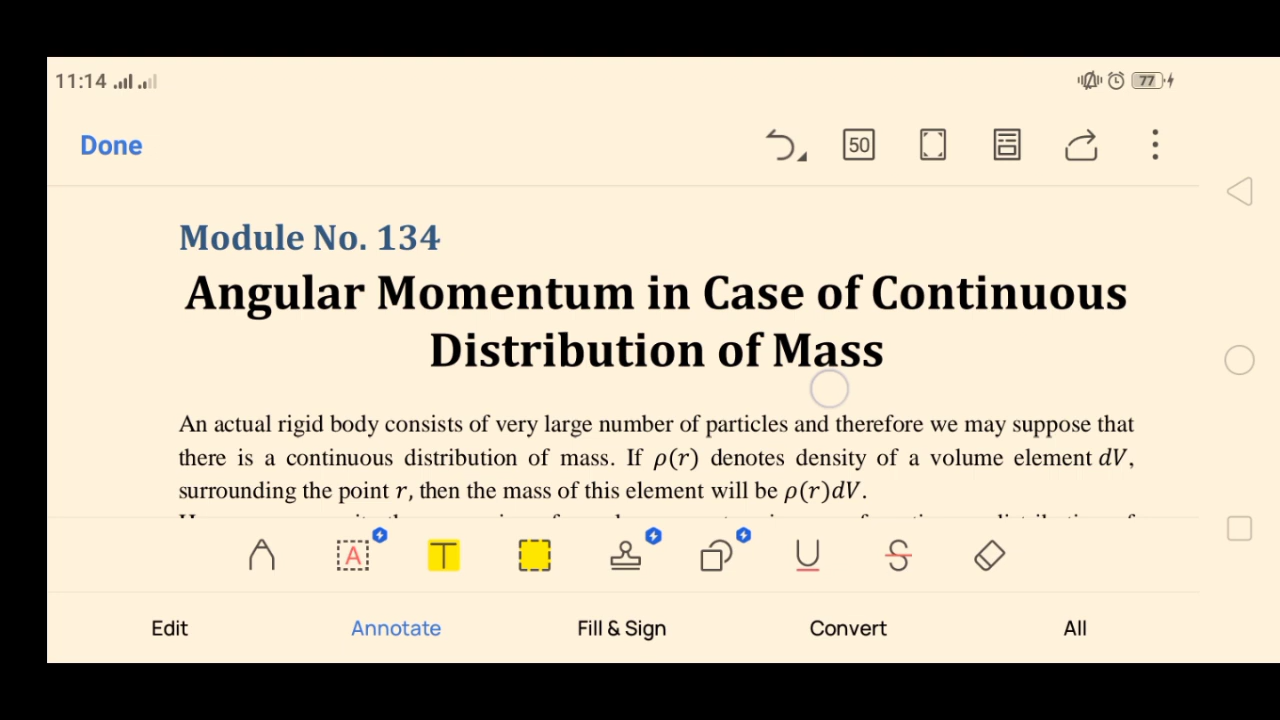 11:14
77
Done
50
Module No. 134
Angular Momentum in Case of Continuous
Distribution of Mass
An actual rigid body consists of very large number of particles and therefore we may suppose that
there is a continuous distribution of mass. If ρ(r) denotes density of a volume element dV,
surrounding the point r, then the mass of this element will be ρ(r)dV.
A
T
U
S
Edit
Annotate
Fill & Sign
Convert
All